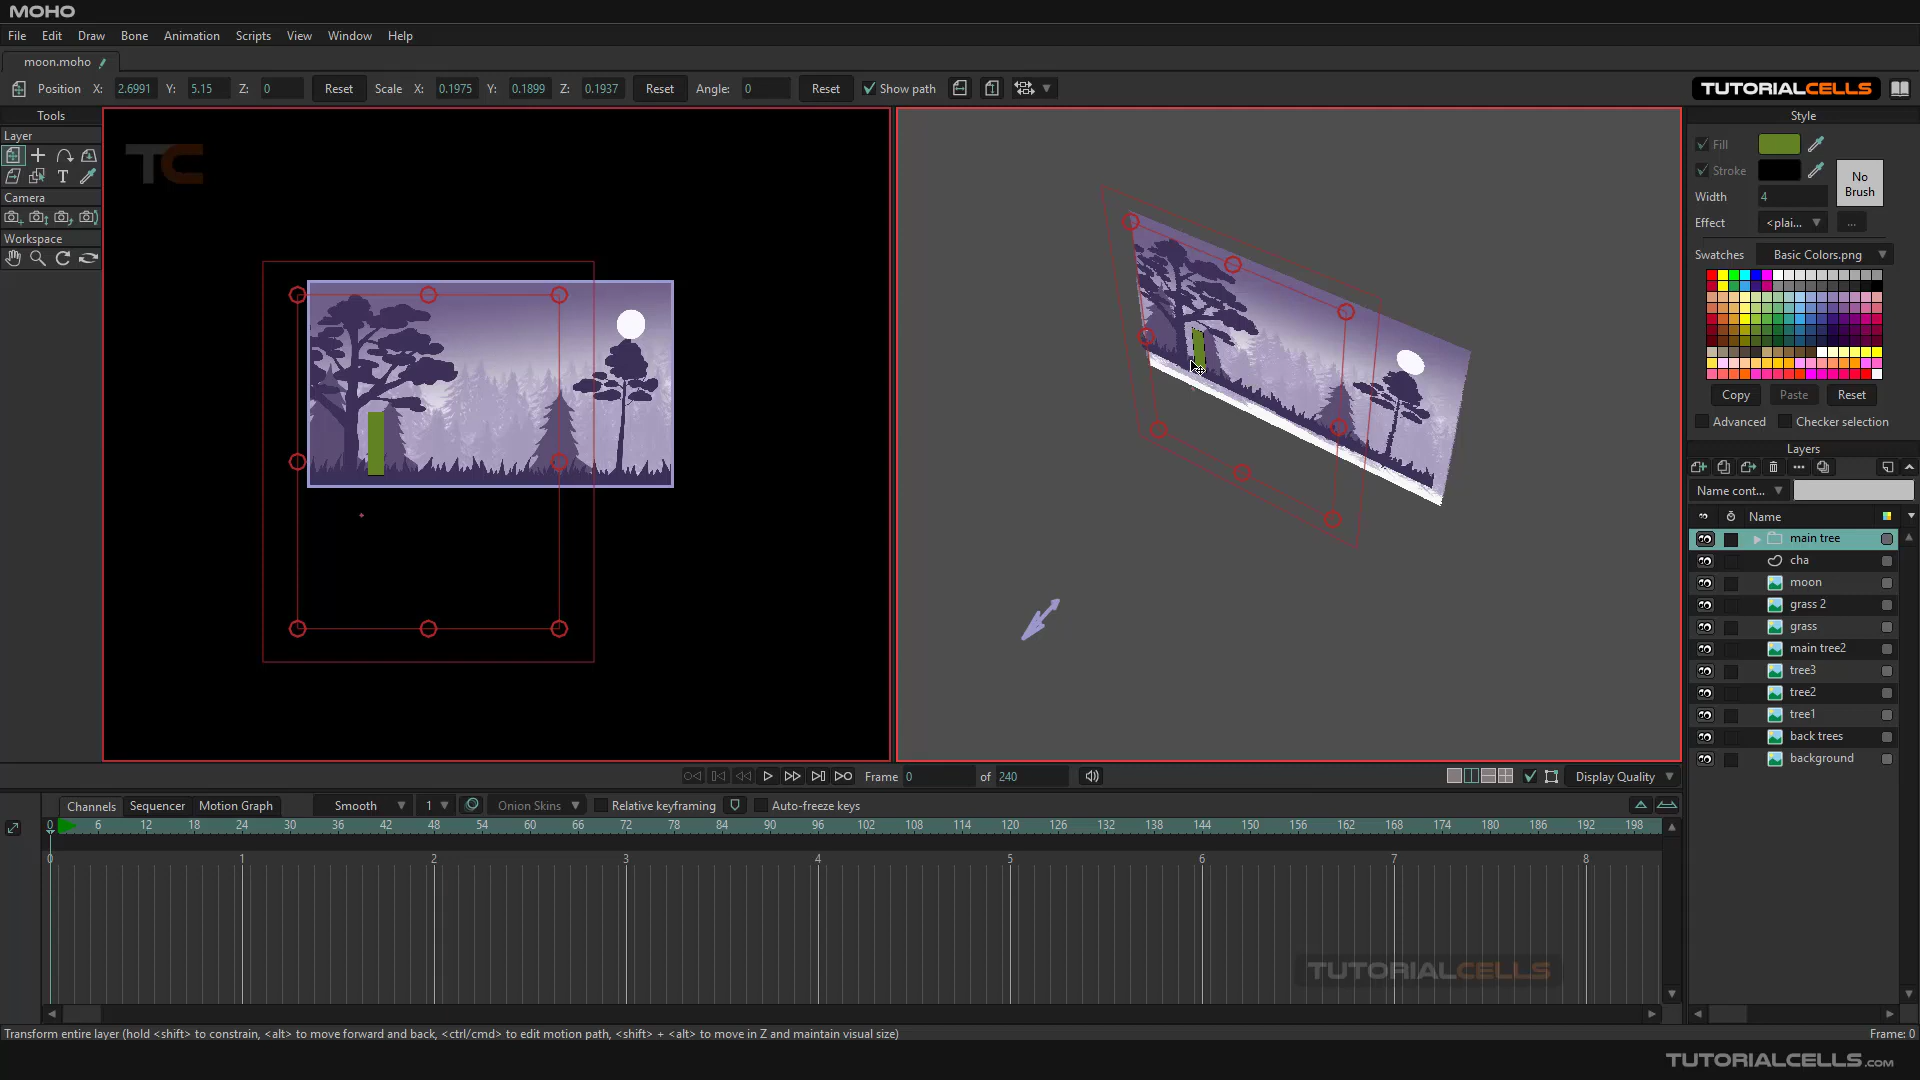 MOHO
File Edit Draw Bone Animation Scripts View Window Help
moon.moho
Position X: 2.6991 Y: 5.15 Z: 0 Reset Scale X: 0.1975 Y: 0.1899 Z: 0.1937 Reset Angle: 0 Reset Show path
TUTORIALCELLS
Tools
Layer
T
Camera
Workspace
TC
Style
Fill
Stroke
No Brush
Width 4
Effect <plai... ...
Swatches Basic Colors.png
Copy Paste Reset
Advanced Checker selection
Layers
Name cont...
Name
main tree
cha
moon
grass 2
grass
main tree2
tree3
tree2
tree1
back trees
background
Frame 0 of 240 Display Quality
Channels Sequencer Motion Graph Smooth 1 Onion Skins Relative keyframing Auto-freeze keys
0 6 12 18 24 30 36 42 48 54 60 66 72 78 84 90 96 102 108 114 120 126 132 138 144 150 156 162 168 174 180 186 192 198
0 1 2 3 4 5 6 7 8
TUTORIALCELLS
Transform entire layer (hold <shift> to constrain, <alt> to move forward and back, <ctrl/cmd> to edit motion path, <shift> + <alt> to move in Z and maintain visual size) Frame: 0
TUTORIALCELLS.COM